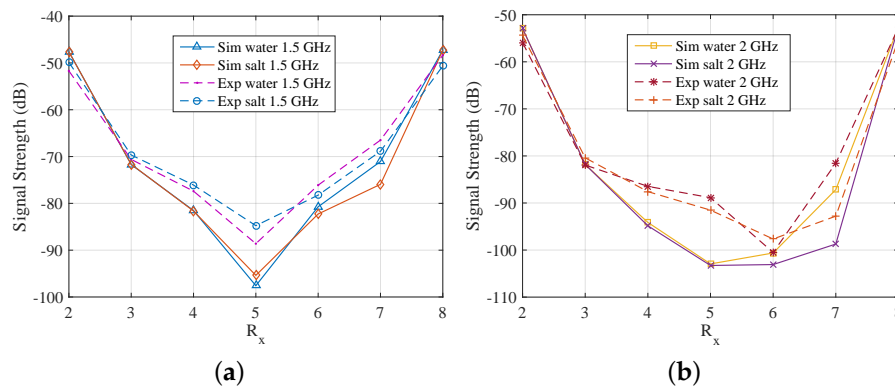 -40
-50
-60
-70
-80
-90
-100
Signal Strength (dB)
Sim water 1.5 GHz
Sim salt 1.5 GHz
Exp water 1.5 GHz
Exp salt 1.5 GHz
2 3 4 5 6 7 8
Rx
(a)
-50
-60
-70
-80
-90
-100
-110
Signal Strength (dB)
Sim water 2 GHz
Sim salt 2 GHz
Exp water 2 GHz
Exp salt 2 GHz
2 3 4 5 6 7
Rx
(b)